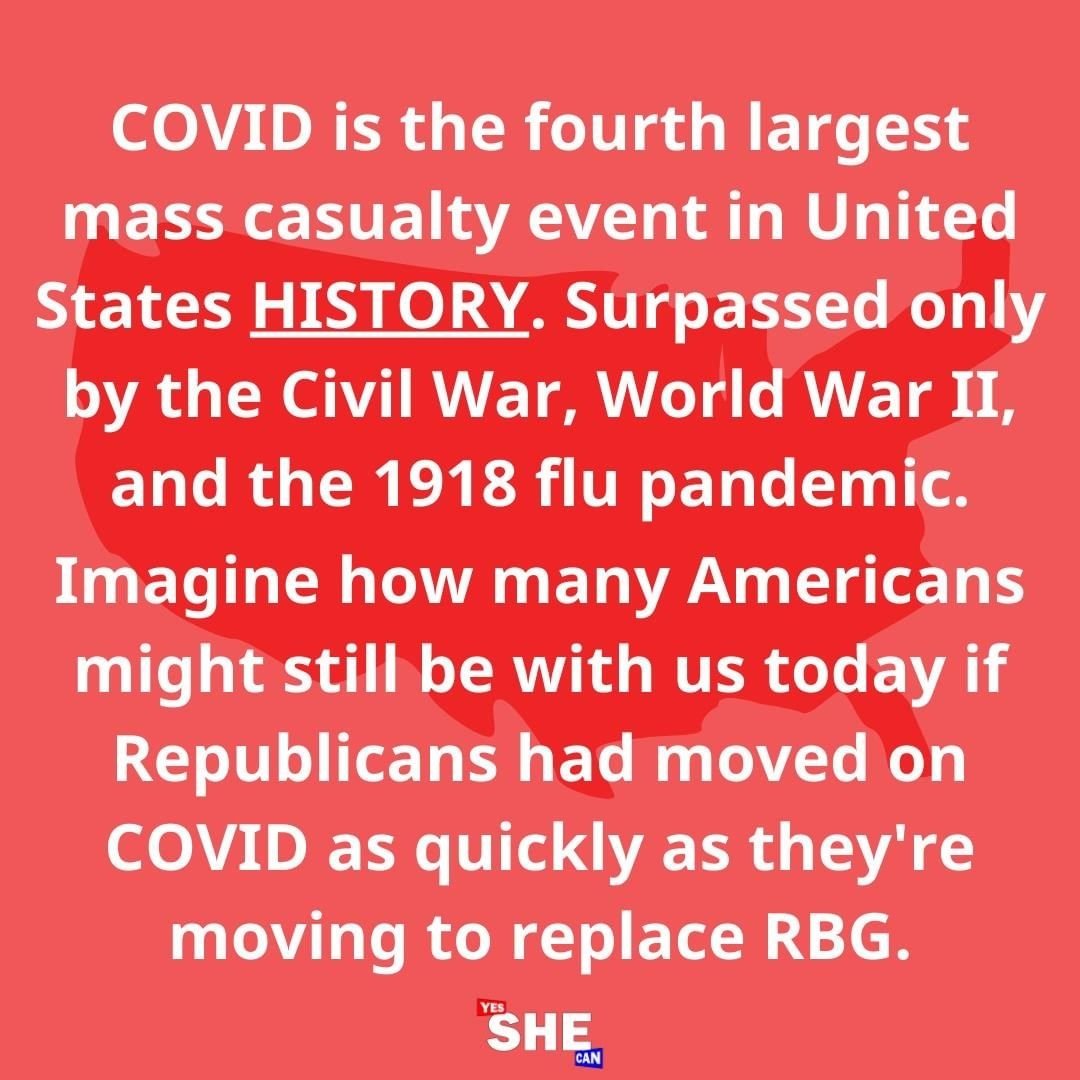 COVID is the fourth largest
mass casualty event in United
States HISTORY. Surpassed only
by the Civil War, World War II,
and the 1918 flu pandemic.
Imagine how many Americans
might still be with us today if
Republicans had moved on
COVID as quickly as they're
moving to replace RBG.
YES
SHE
CAN